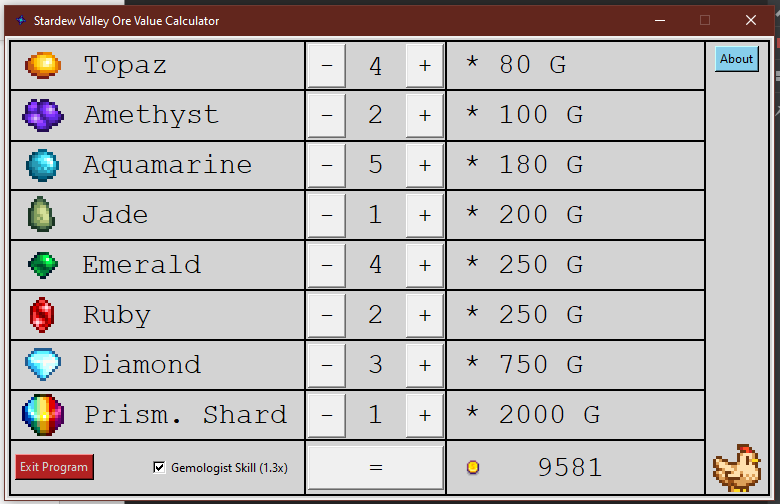 Stardew Valley Ore Value Calculator
Topaz - 4 + * 80 G About
Amethyst - 2 + * 100 G
Aquamarine - 5 + * 180 G
Jade - 1 + * 200 G
Emerald - 4 + * 250 G
Ruby - 2 + * 250 G
Diamond - 3 + * 750 G
Prism. Shard - 1 + * 2000 G
Exit Program Gemologist Skill (1.3x) = 9581